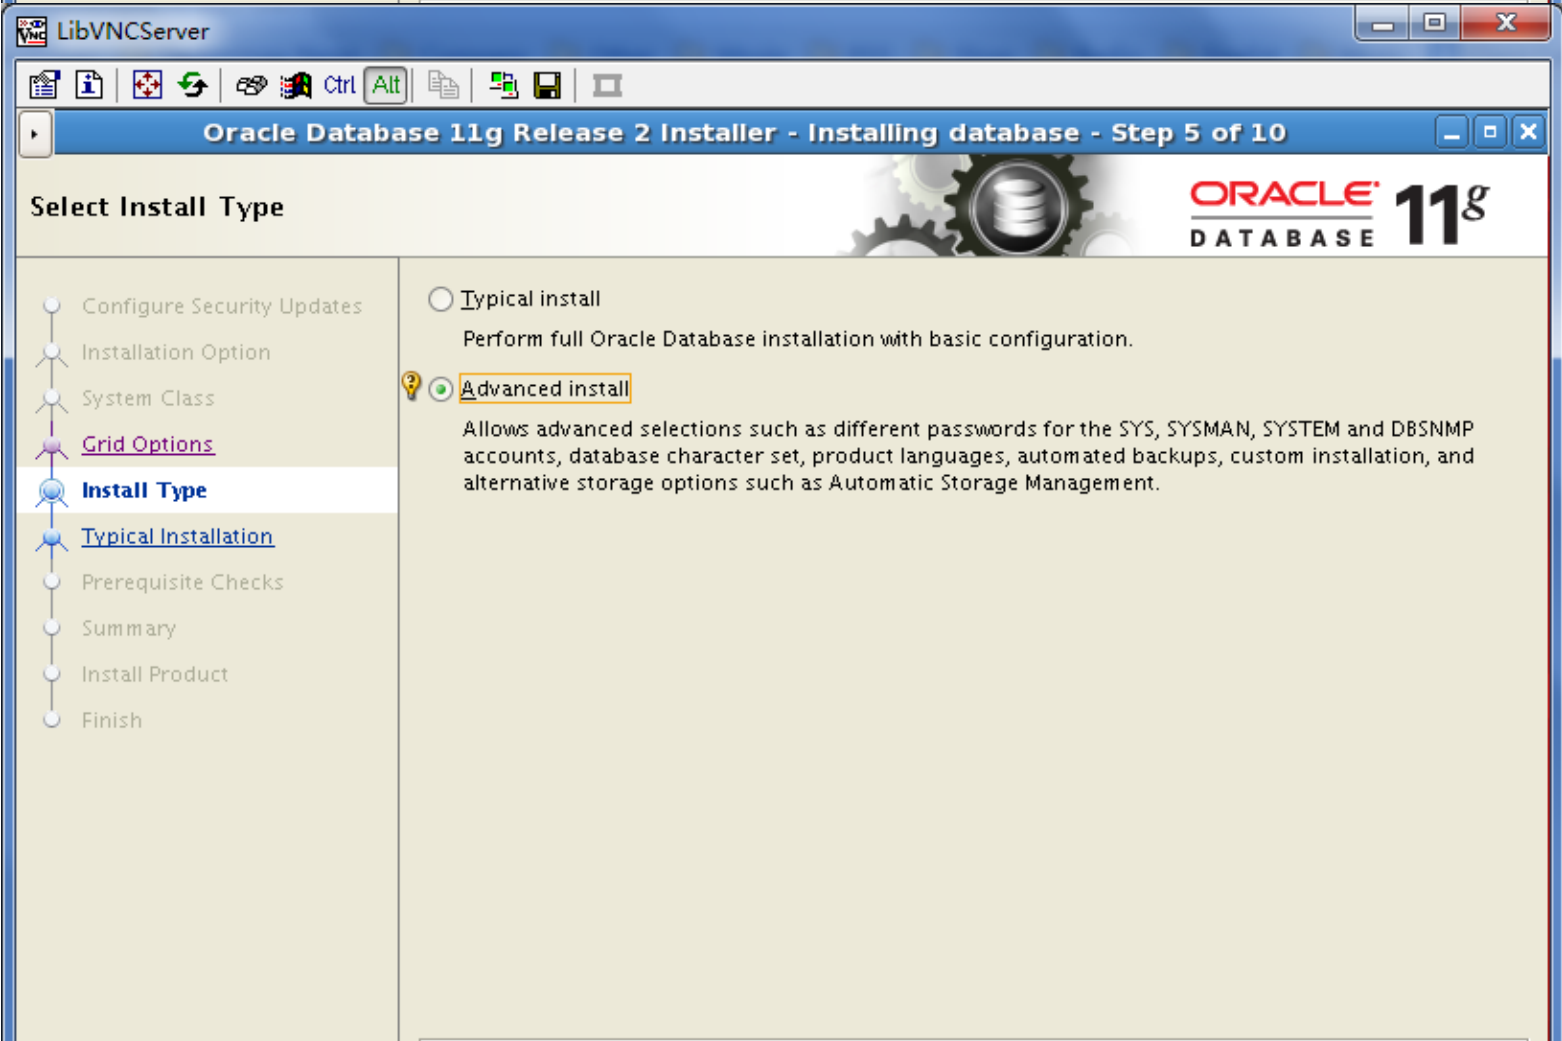 LibVNCServer
Ctrl Alt
Oracle Database 11g Release 2 Installer - Installing database - Step 5 of 10
Select Install Type
ORACLE
DATABASE
11g
Configure Security Updates
Installation Option
System Class
Grid Options
Install Type
Typical Installation
Prerequisite Checks
Summary
Install Product
Finish
Typical install
Perform full Oracle Database installation with basic configuration.
Advanced install
Allows advanced selections such as different passwords for the SYS, SYSMAN, SYSTEM and DBSNMP
accounts, database character set, product languages, automated backups, custom installation, and
alternative storage options such as Automatic Storage Management.